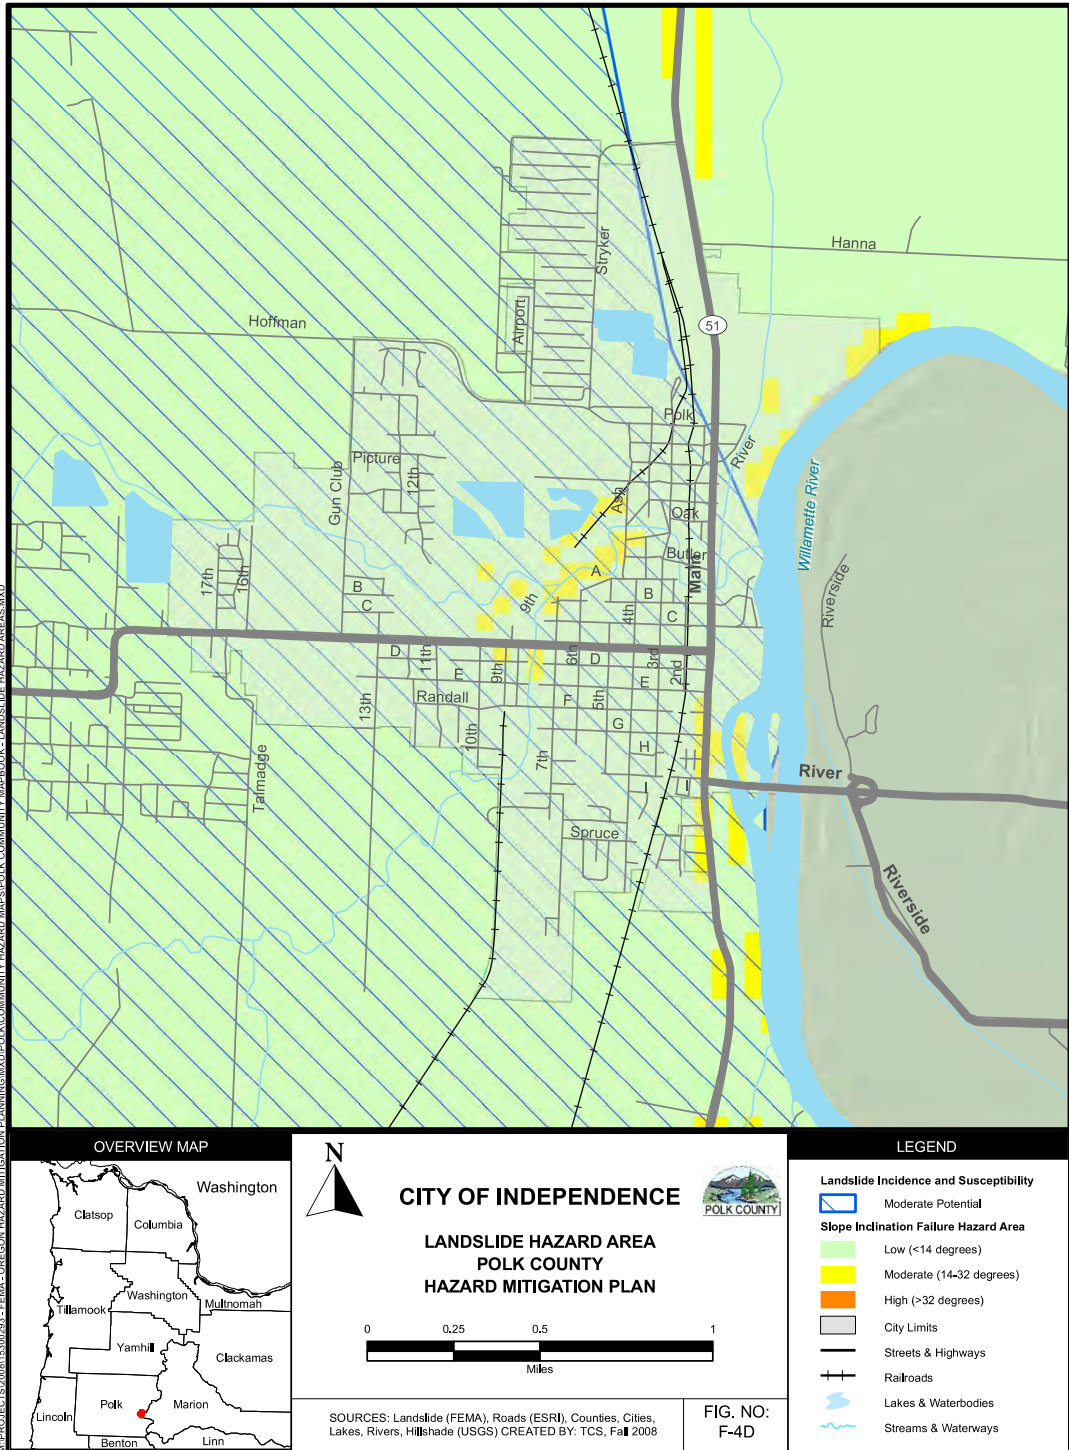 Hanna
Stryker
Airport
Hoffman
51
Polk
River
Picture
12th
Gun Club
Ash
Oak
Butler
Main
Willamette River
Riverside
17th
16th
A
B
C
B
C
9th
4th
D
11th
E
9th
6th
D
3rd
2nd
E
Randall
13th
F
5th
G
10th
H
7th
I
I
Talmadge
Spruce
River
Riverside
OVERVIEW MAP
Washington
Clatsop
Columbia
Tillamook
Washington
Multnomah
Yamhill
Clackamas
Polk
Marion
Lincoln
Benton
Linn
N
CITY OF INDEPENDENCE
POLK COUNTY
LANDSLIDE HAZARD AREA
POLK COUNTY
HAZARD MITIGATION PLAN
0 0.25 0.5 1
Miles
SOURCES: Landslide (FEMA), Roads (ESRI), Counties, Cities,
Lakes, Rivers, Hillshade (USGS) CREATED BY: TCS, Fall 2008
FIG. NO:
F-4D
LEGEND
Landslide Incidence and Susceptibility
Moderate Potential
Slope Inclination Failure Hazard Area
Low (<14 degrees)
Moderate (14-32 degrees)
High (>32 degrees)
City Limits
Streets & Highways
Railroads
Lakes & Waterbodies
Streams & Waterways